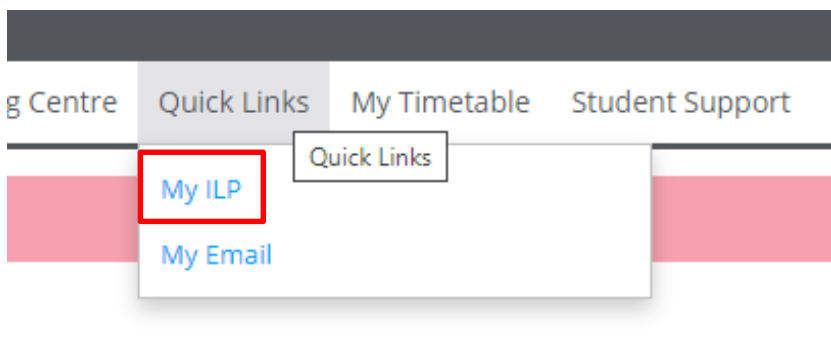 g Centre Quick Links My Timetable Student Support
Quick Links
My ILP
My Email